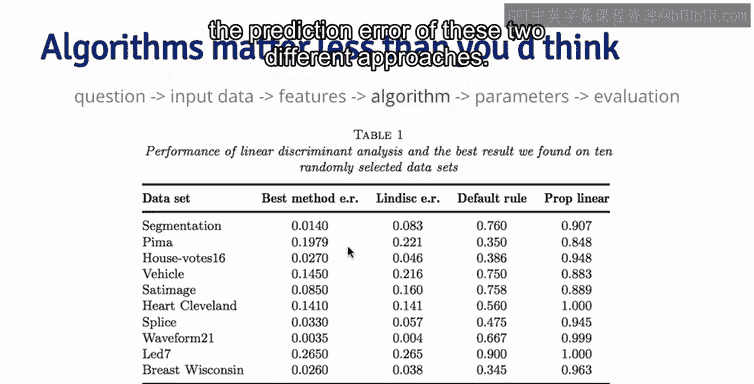 the prediction error of these two
different approaches.
Algorithms matter less than you'd think
question -> input data -> features -> algorithm -> parameters -> evaluation
TABLE 1
Performance of linear discriminant analysis and the best result we found on ten
randomly selected data sets
Data set Best method e.r. Lindisc e.r. Default rule Prop linear
Segmentation 0.0140 0.083 0.760 0.907
Pima 0.1979 0.221 0.350 0.848
House-votes16 0.0270 0.046 0.386 0.948
Vehicle 0.1450 0.216 0.750 0.883
Satimage 0.0850 0.160 0.758 0.889
Heart Cleveland 0.1410 0.141 0.560 1.000
Splice 0.0330 0.057 0.475 0.945
Waveform21 0.0035 0.004 0.667 0.999
Led7 0.2650 0.265 0.900 1.000
Breast Wisconsin 0.0260 0.038 0.345 0.963